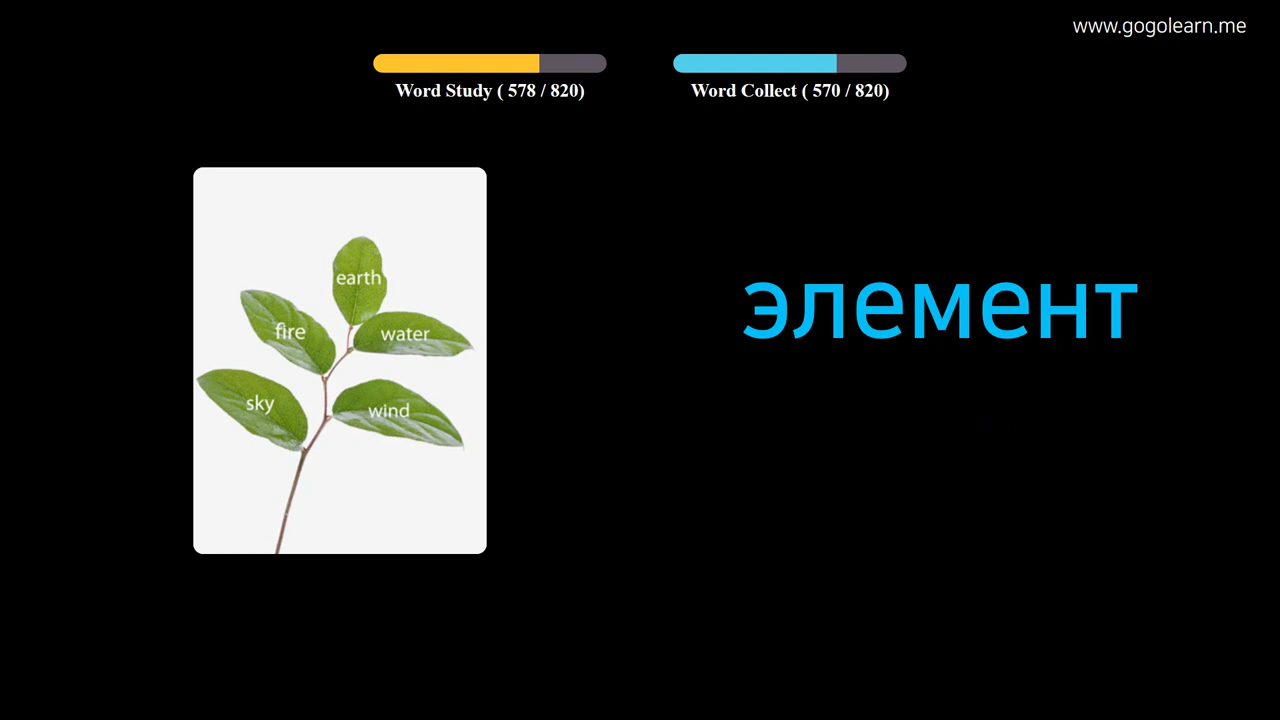 www.gogolearn.me
Word Study ( 578 / 820)
Word Collect ( 570 / 820)
earth
fire
water
sky
wind
элемент